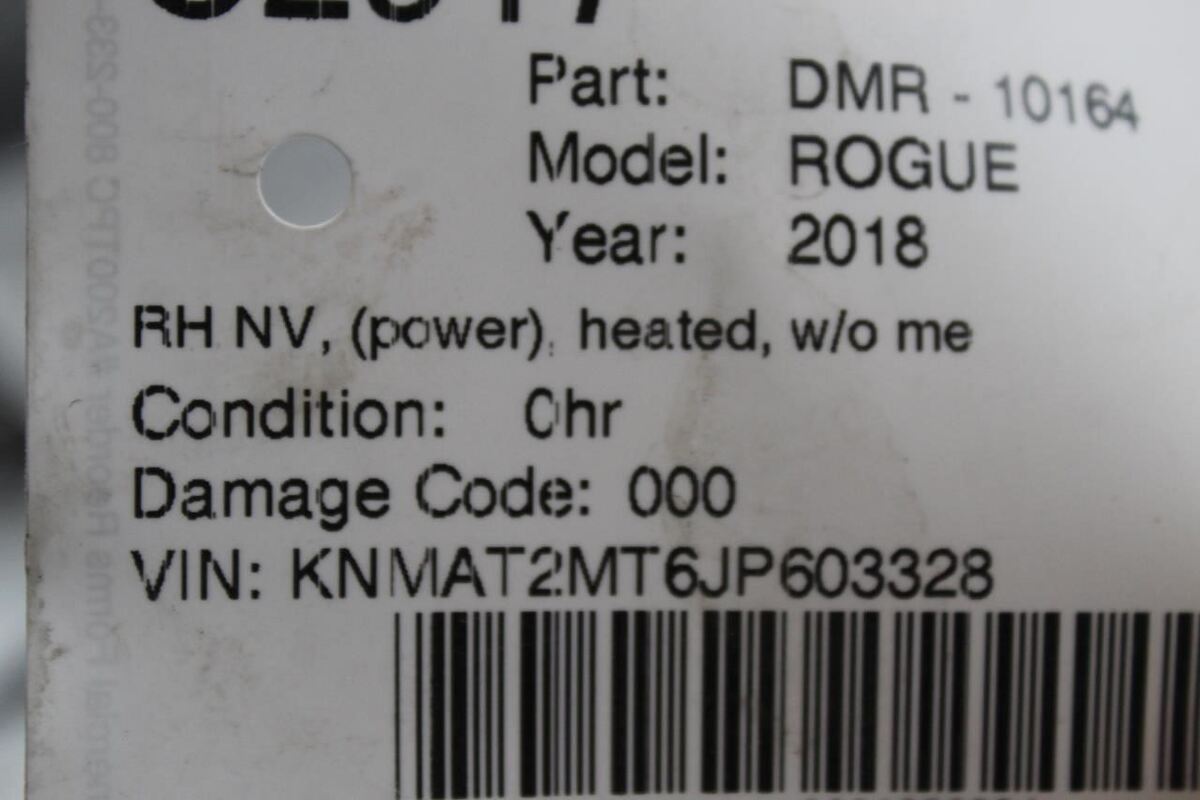 Part: DMR - 10164
Model: ROGUE
Year: 2018
RH NV, (power), heated, w/o me
Condition: 0hr
Damage Code: 000
VIN: KNMAT2MT6JP603328